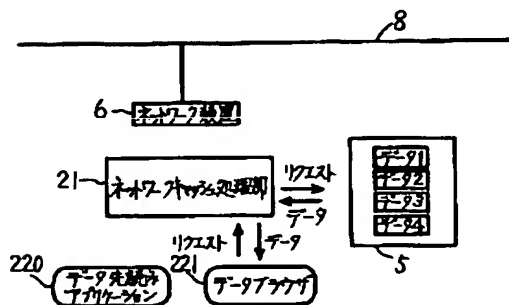 8
6
ネットワーク装置
21
ネットワークキャッシュ処理部
リクエスト
データ
データ1
データ2
データ3
データ4
5
リクエスト
データ
220
データ先読み
アプリケーション
221
データブラウザ